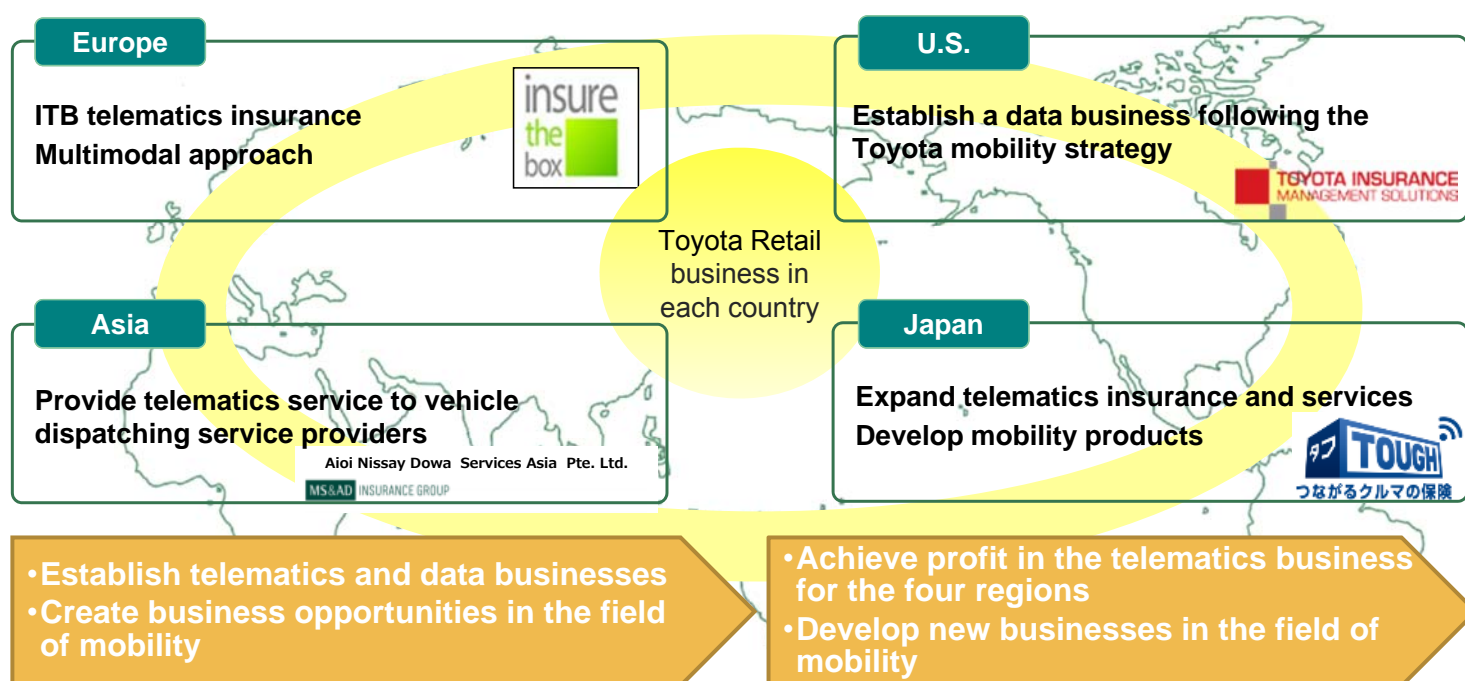 Europe
ITB telematics insurance
Multimodal approach
insure
the
box
U.S.
Establish a data business following the
Toyota mobility strategy
TOYOTA INSURANCE
MANAGEMENT SOLUTIONS
Toyota Retail
business in
each country
Asia
Provide telematics service to vehicle
dispatching service providers
Aioi Nissay Dowa Services Asia Pte. Ltd.
MS&AD INSURANCE GROUP
Japan
Expand telematics insurance and services
Develop mobility products
タフ TOUGH
つながるクルマの保険
•Establish telematics and data businesses
•Create business opportunities in the field
of mobility
•Achieve profit in the telematics business
for the four regions
•Develop new businesses in the field of
mobility